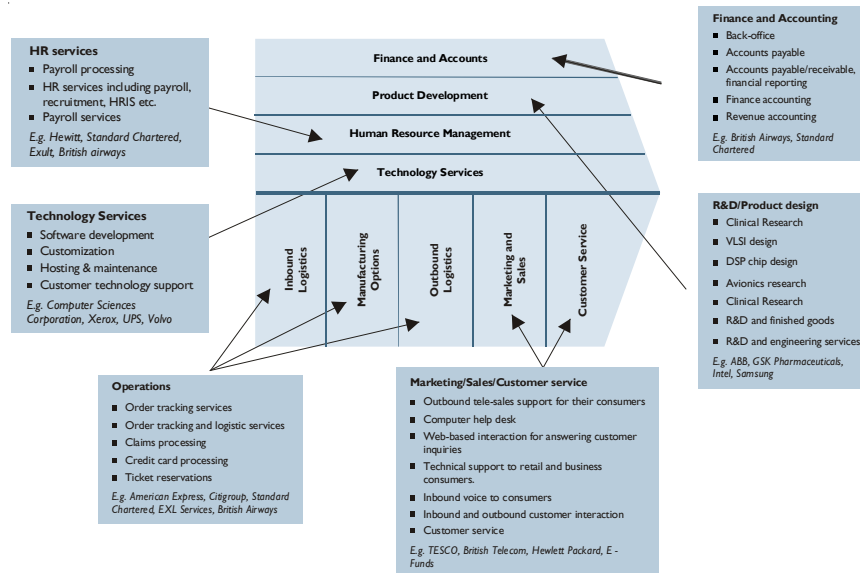 HR services
Payroll processing
HR services including payroll,
recruitment, HRIS etc.
Payroll services
E.g. Hewitt, Standard Chartered,
Exult, British airways
Technology Services
Software development
Customization
Hosting & maintenance
Customer technology support
E.g. Computer Sciences
Corporation, Xerox, UPS, Volvo
Finance and Accounts
Product Development
Human Resource Management
Technology Services
Inbound
Logistics
Manufacturing
Options
Outbound
Logistics
Marketing and
Sales
Customer Service
Finance and Accounting
Back-office
Accounts payable
Accounts payable/receivable,
financial reporting
Finance accounting
Revenue accounting
E.g. British Airways, Standard
Chartered
R&D/Product design
Clinical Research
VLSI design
DSP chip design
Avionics research
Clinical Research
R&D and finished goods
R&D and engineering services
E.g. ABB, GSK Pharmaceuticals,
Intel, Samsung
Operations
Order tracking services
Order tracking and logistic services
Claims processing
Credit card processing
Ticket reservations
E.g. American Express, Citigroup, Standard
Chartered, EXL Services, British Airways
Marketing/Sales/Customer service
Outbound tele-sales support for their consumers
Computer help desk
Web-based interaction for answering customer
inquiries
Technical support to retail and business
consumers.
Inbound voice to consumers
Inbound and outbound customer interaction
Customer service
E.g. TESCO, British Telecom, Hewlett Packard, E -
Funds